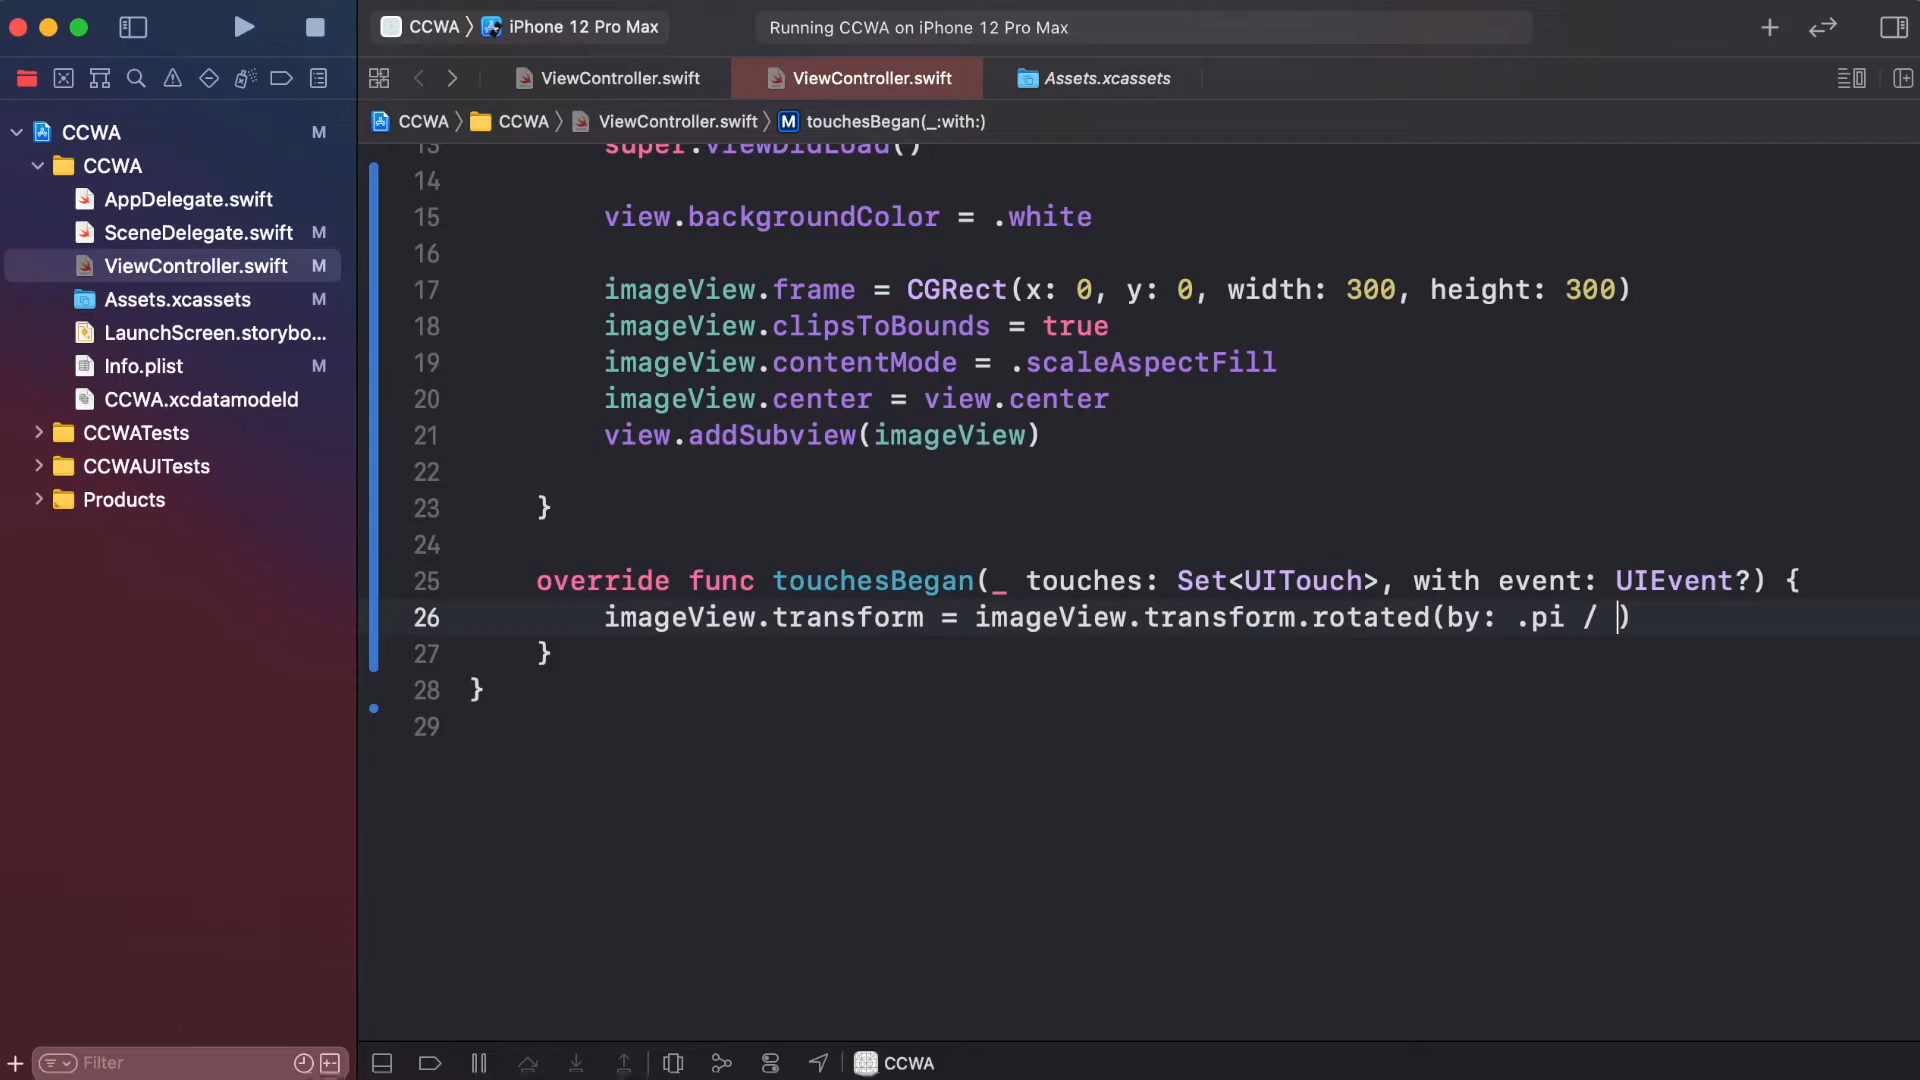 CCWA 〉 iPhone 12 Pro Max
Running CCWA on iPhone 12 Pro Max
ViewController.swift
ViewController.swift
Assets.xcassets
CCWA 〉 CCWA 〉 ViewController.swift 〉 M touchesBegan(_:with:)
CCWA M
CCWA
AppDelegate.swift
SceneDelegate.swift M
ViewController.swift M
Assets.xcassets M
LaunchScreen.storybo...
Info.plist M
CCWA.xcdatamodeld
CCWATests
CCWAUITests
Products
13 super.viewDidLoad()
14
15 view.backgroundColor = .white
16
17 imageView.frame = CGRect(x: 0, y: 0, width: 300, height: 300)
18 imageView.clipsToBounds = true
19 imageView.contentMode = .scaleAspectFill
20 imageView.center = view.center
21 view.addSubview(imageView)
22
23 }
24
25 override func touchesBegan(_ touches: Set<UITouch>, with event: UIEvent?) {
26 imageView.transform = imageView.transform.rotated(by: .pi / )
27 }
28 }
29
Filter
CCWA